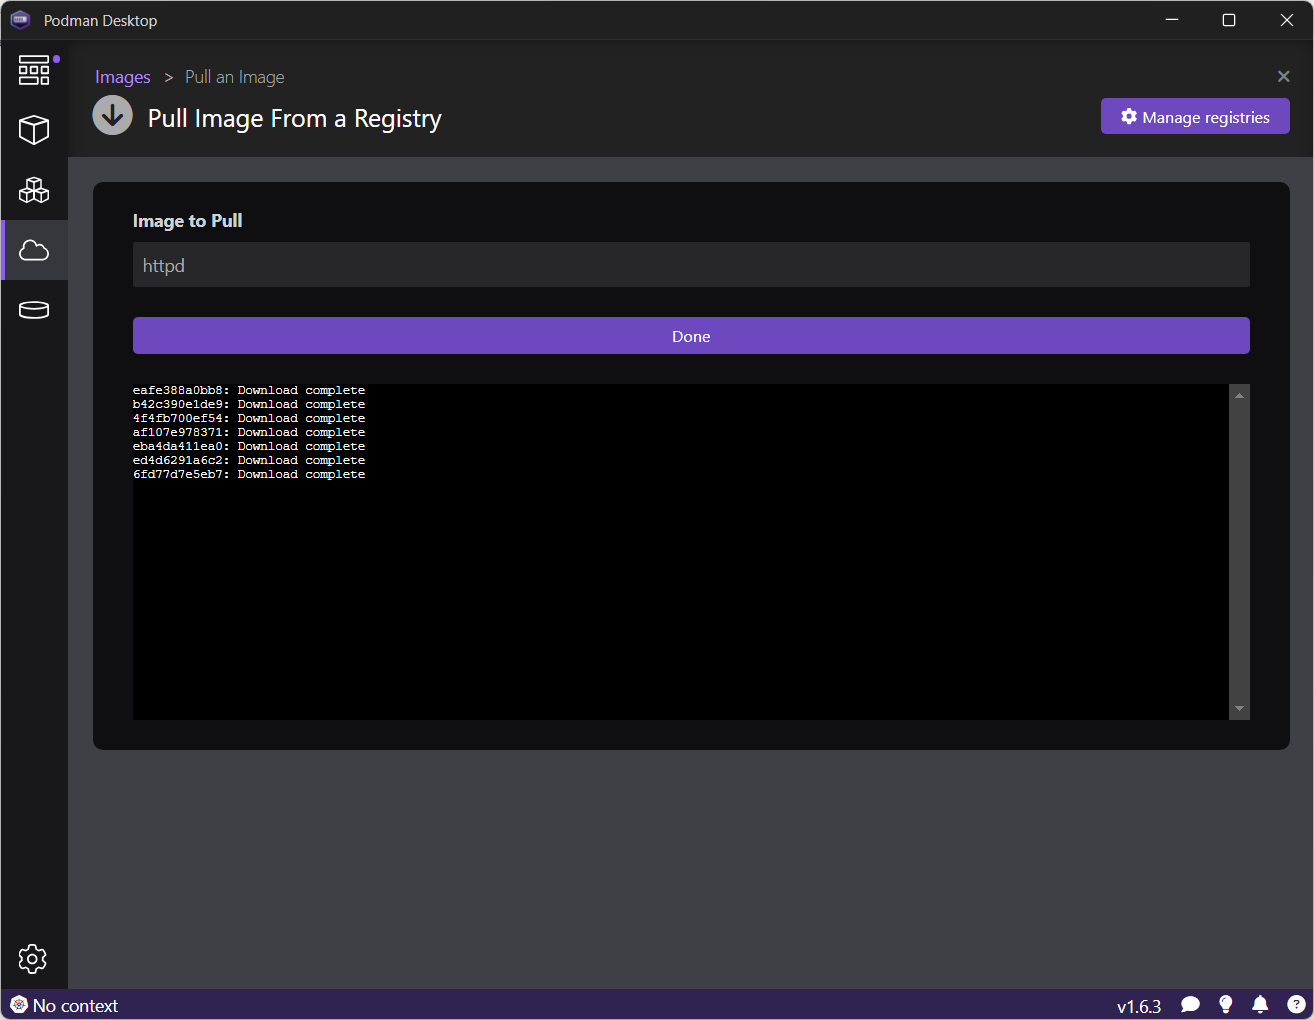 Podman Desktop
Images > Pull an Image
Pull Image From a Registry
Manage registries
Image to Pull
httpd
Done
eafe388a0bb8: Download complete
b42c390e1de9: Download complete
4f4fb700ef54: Download complete
af107e978371: Download complete
eba4da411ea0: Download complete
ed4d6291a6c2: Download complete
6fd77d7e5eb7: Download complete
No context
v1.6.3